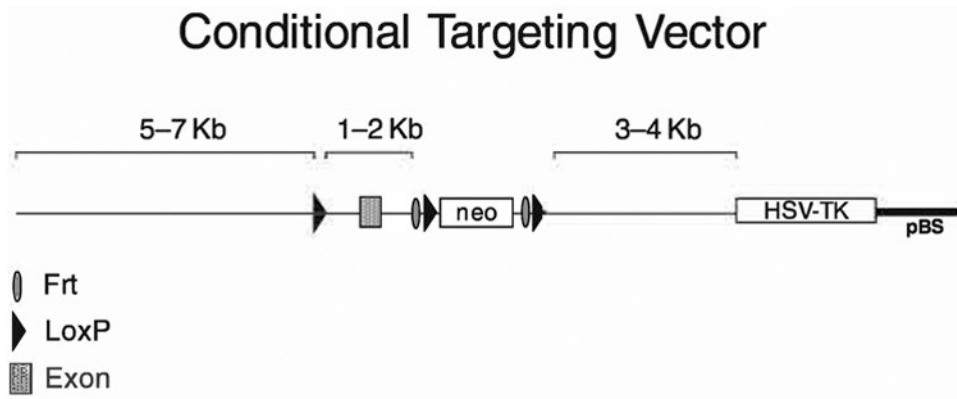 Conditional Targeting Vector
5–7 Kb 1–2 Kb 3–4 Kb
neo HSV-TK
pBS
Frt
LoxP
Exon